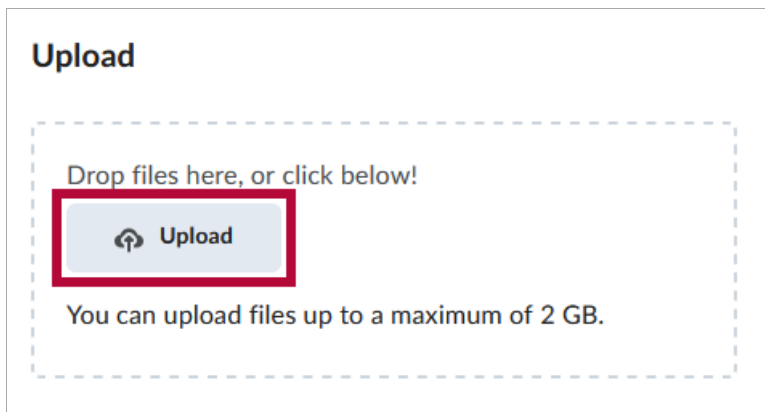 Upload
Drop files here, or click below!
Upload
You can upload files up to a maximum of 2 GB.